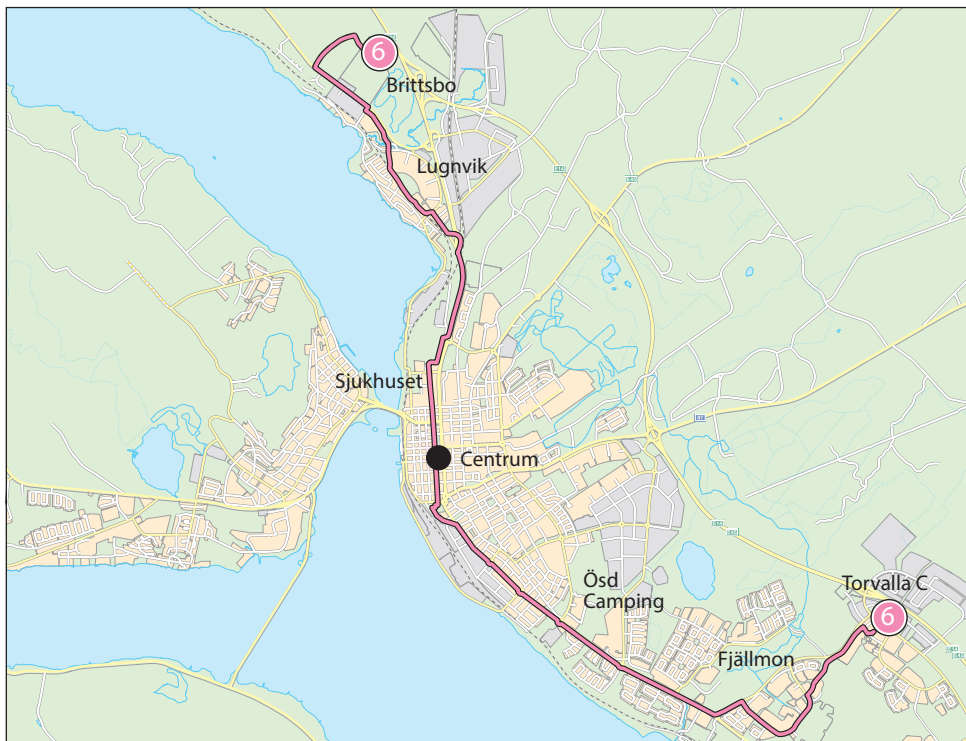 6
Brittsbo
Lugnvik
Sjukhuset
Centrum
Ösd
Camping
Torvalla C
6
Fjällmon